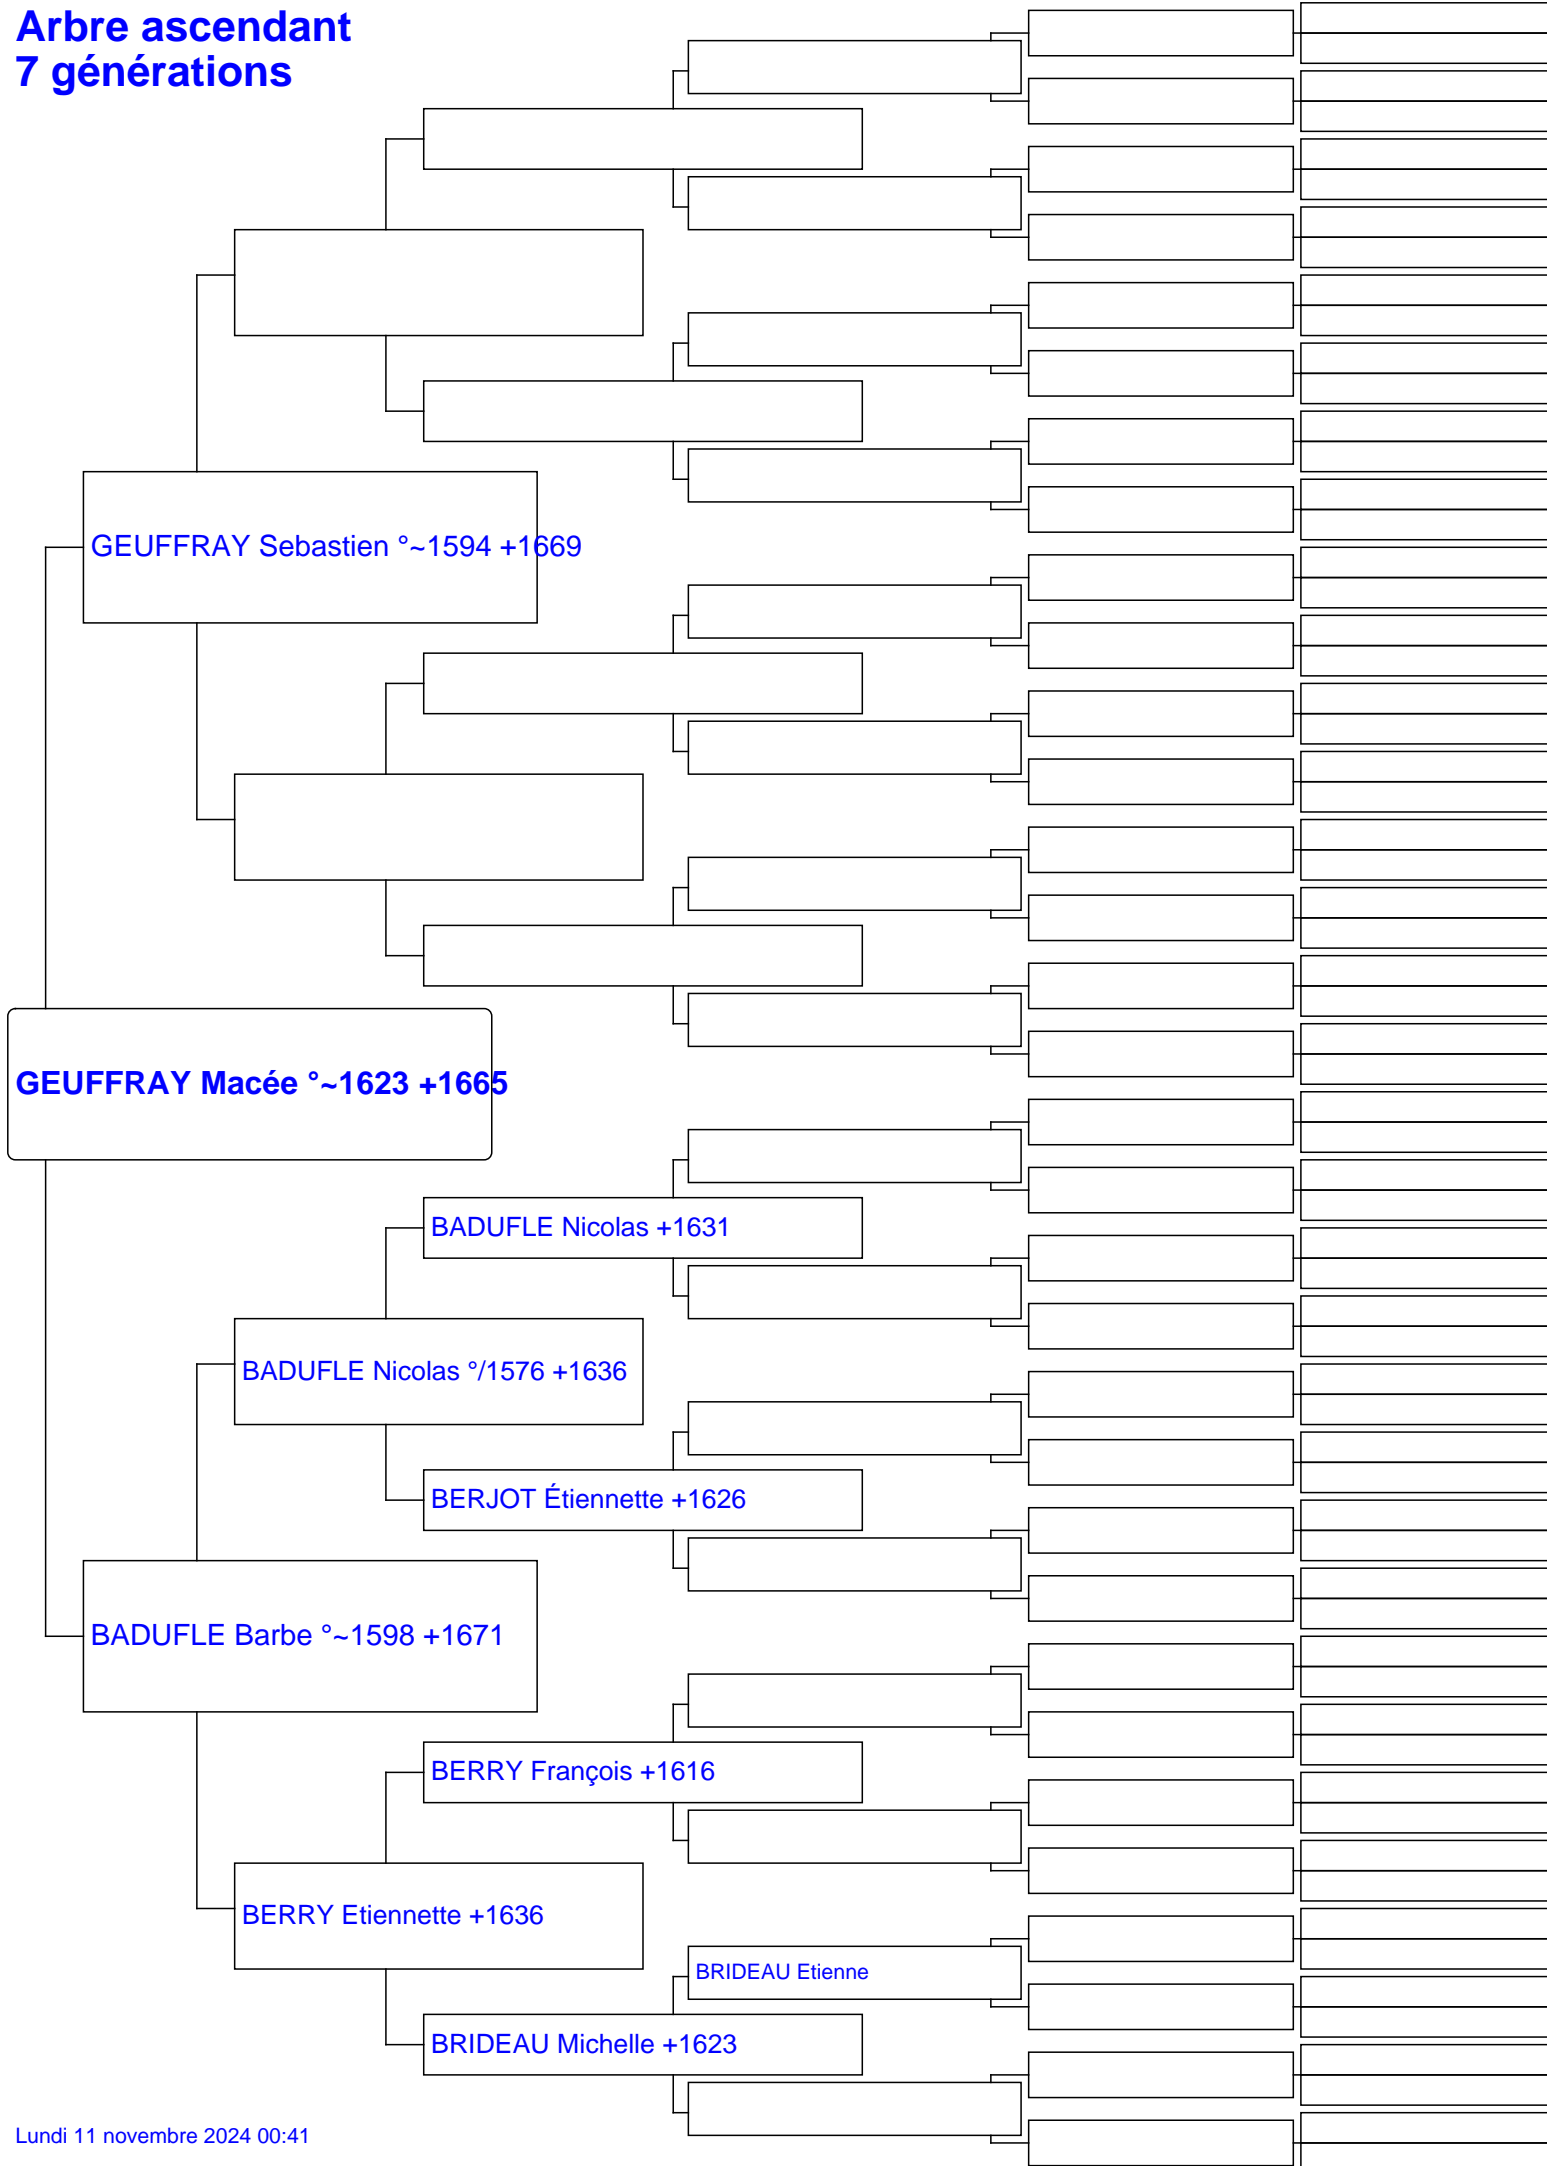 Arbre ascendant
7 générations
GEUFFRAY Sebastien °~1594 +1669
GEUFFRAY Macée °~1623 +1665
BADUFLE Nicolas +1631
BADUFLE Nicolas °/1576 +1636
BERJOT Étiennette +1626
BADUFLE Barbe °~1598 +1671
BERRY François +1616
BERRY Etiennette +1636
BRIDEAU Etienne
BRIDEAU Michelle +1623
Lundi 11 novembre 2024 00:41